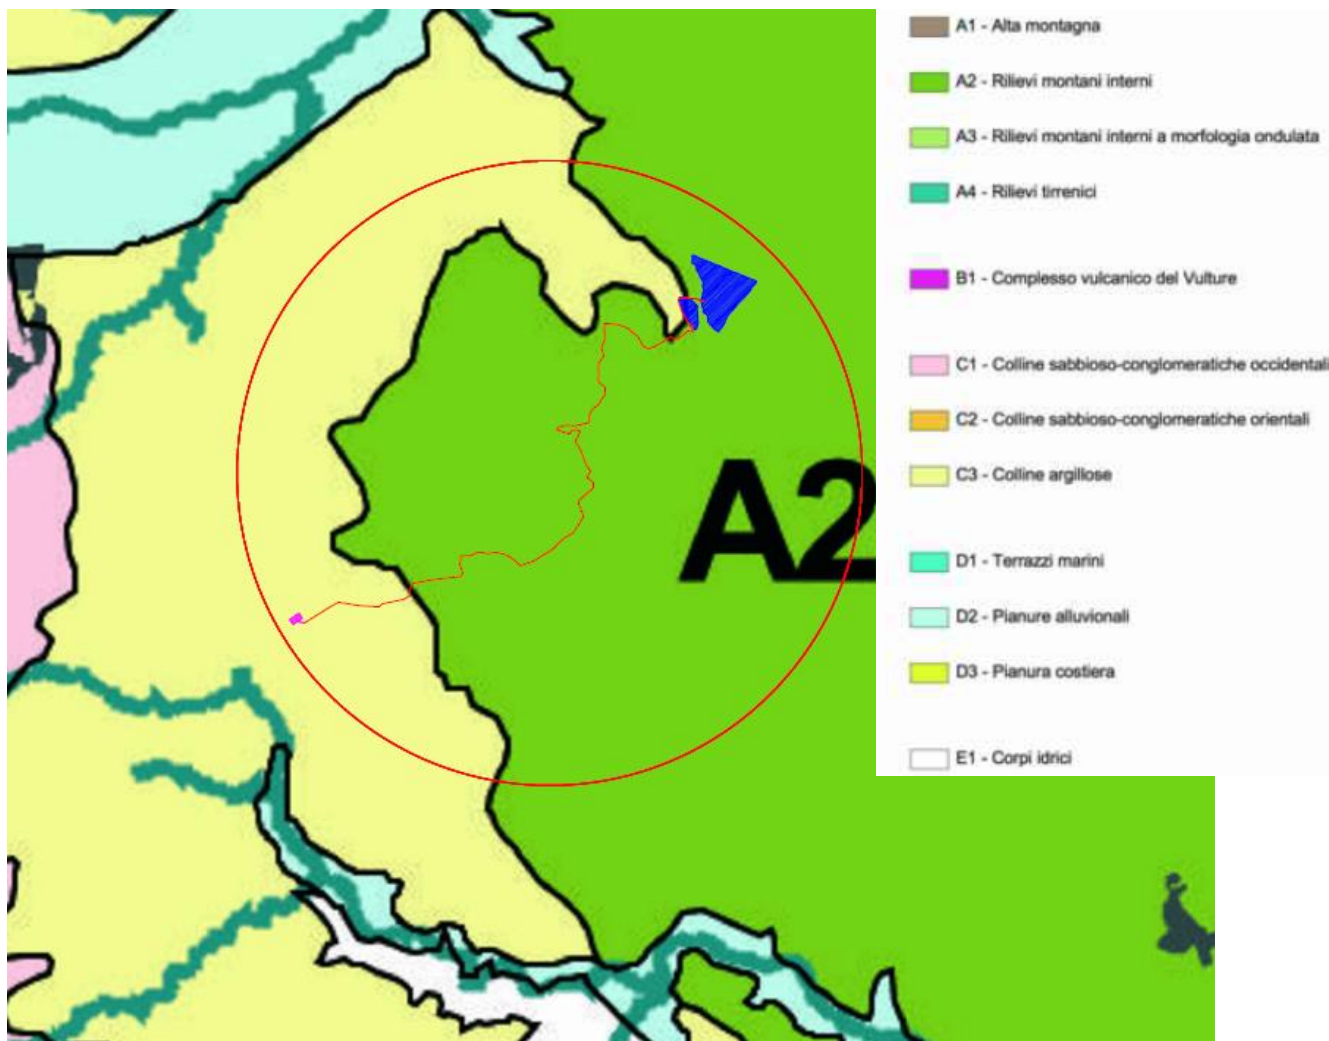 A1 - Alta montagna
A2 - Rilievi montani interni
A3 - Rilievi montani interni a morfologia ondulata
A4 - Rilievi tirrenici
B1 - Complesso vulcanico del Vulture
C1 - Colline sabbioso-conglomeratiche occidentali
C2 - Colline sabbioso-conglomeratiche orientali
C3 - Colline argillose
D1 - Terrazzi marini
D2 - Pianure alluvionali
D3 - Pianura costiera
E1 - Corpi idrici
A2